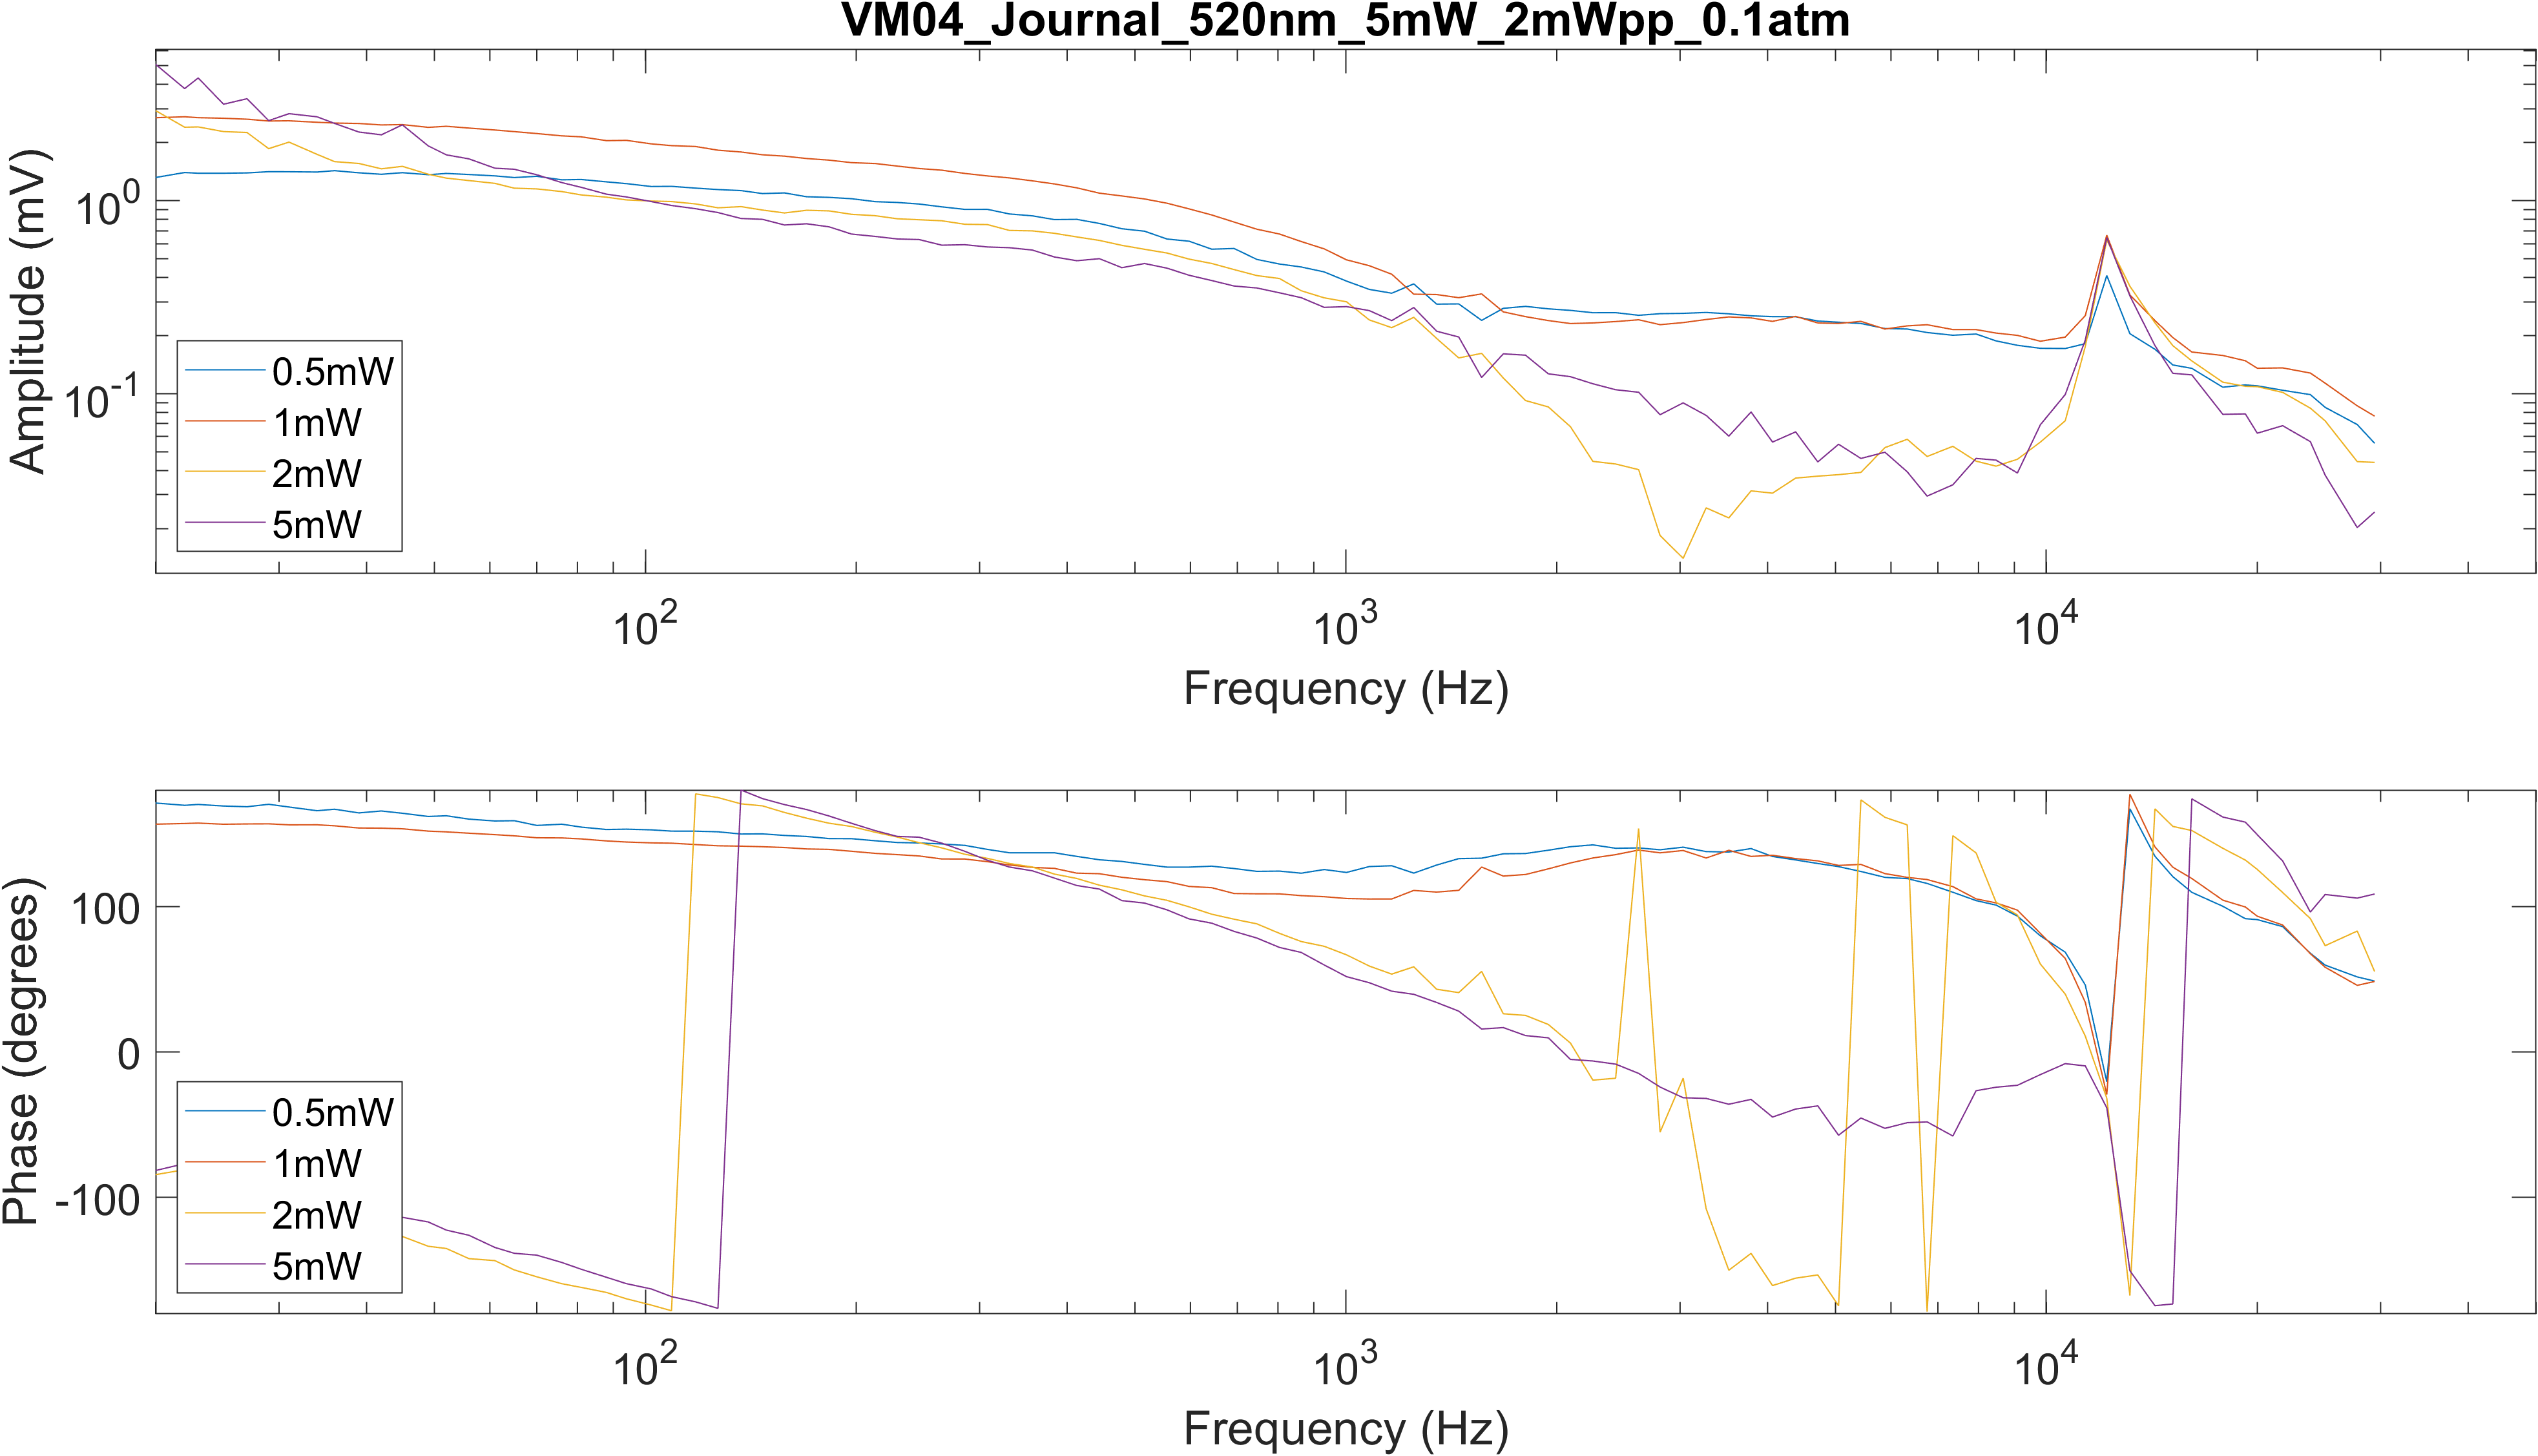 VM04_Journal_520nm_5mW_2mWpp_0.1atm
Amplitude (mV)
10^0
10^-1
0.5mW
1mW
2mW
5mW
10^2
10^3
10^4
Frequency (Hz)
Phase (degrees)
100
0
-100
0.5mW
1mW
2mW
5mW
10^2
10^3
10^4
Frequency (Hz)